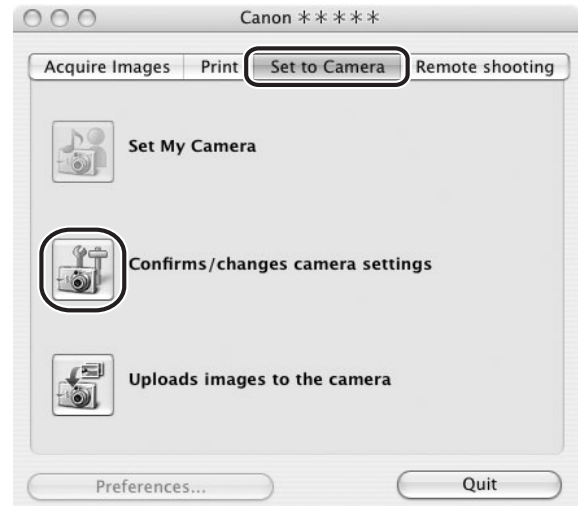 Canon ＊＊＊＊＊
Acquire Images Print Set to Camera Remote shooting
Set My Camera
Confirms/changes camera settings
Uploads images to the camera
Preferences... Quit